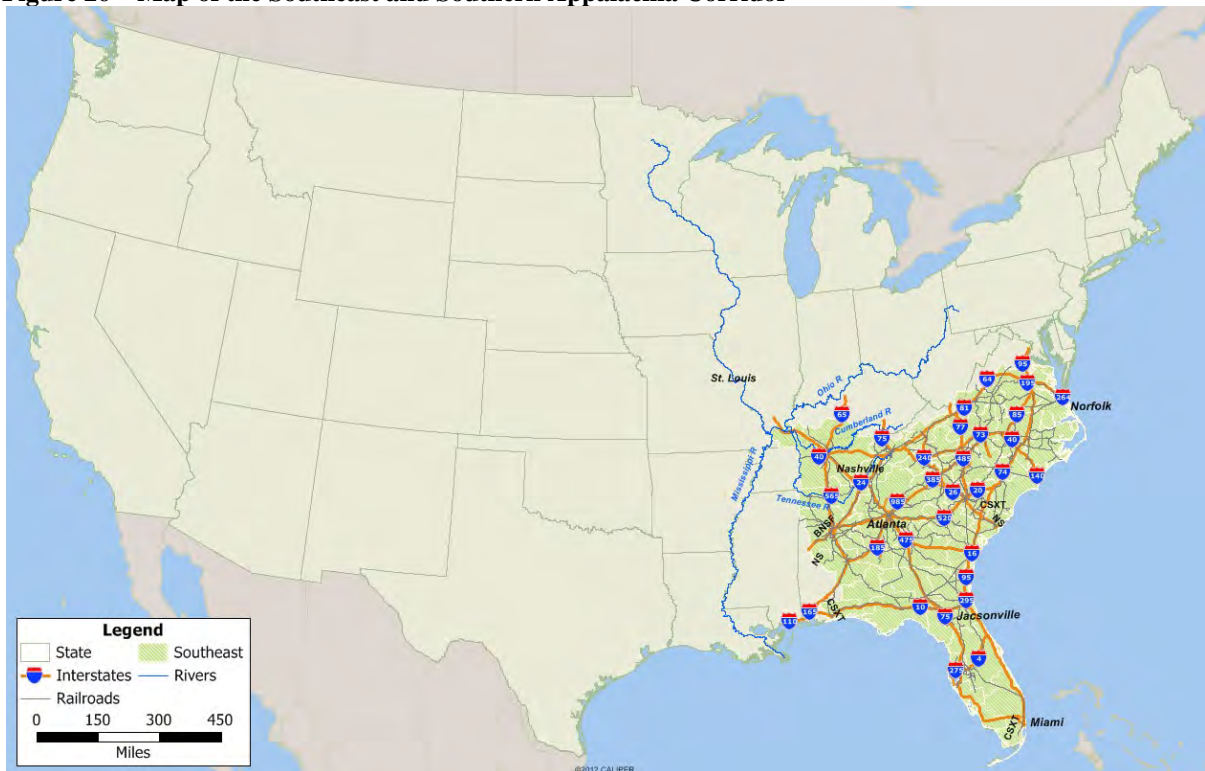 Figure 20 – Map of the Southeast and Southern Appalachia Corridor
95
64
195
264
Norfolk
St. Louis
Ohio R
65
81
85
Cumberland R
77
75
73
40
40
Nashville
240
485
74
140
Mississippi R
24
385
26
20
565
Tennessee R
985
CSXT
NS
520
BNSF
Atlanta
475
185
16
NS
95
CSXT
165
295
10
110
75
Jacsonville
4
275
Miami
CSXT
Legend
State
Southeast
Interstates
Rivers
Railroads
0 150 300 450
Miles
©2012 CALIPER